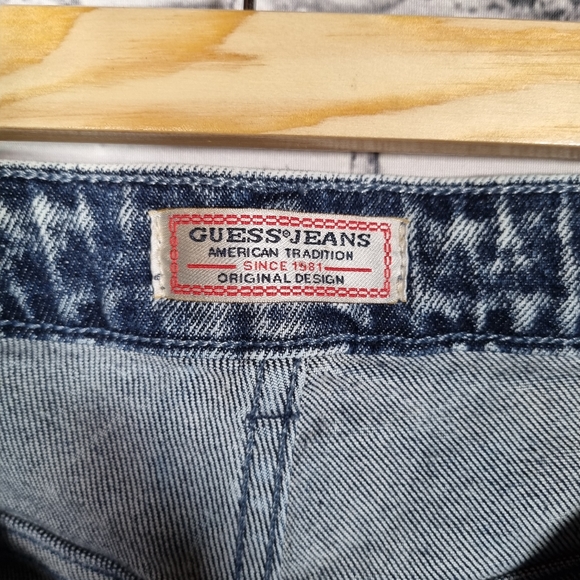 GUESS® JEANS
AMERICAN TRADITION
SINCE 1981
ORIGINAL DESIGN